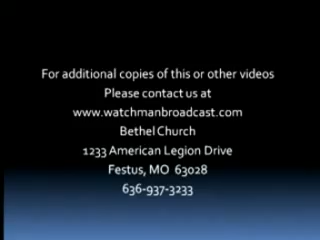 For additional copies of this or other videos
Please contact us at
www.watchmanbroadcast.com
Bethel Church
1233 American Legion Drive
Festus, MO 63028
636-937-3233